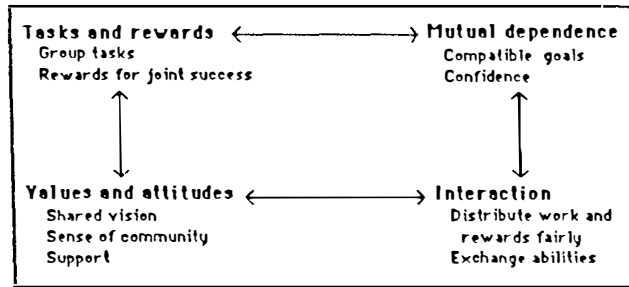 Tasks and rewards
Group tasks
Rewards for joint success
Mutual dependence
Compatible goals
Confidence
Values and attitudes
Shared vision
Sense of community
Support
Interaction
Distribute work and
rewards fairly
Exchange abilities